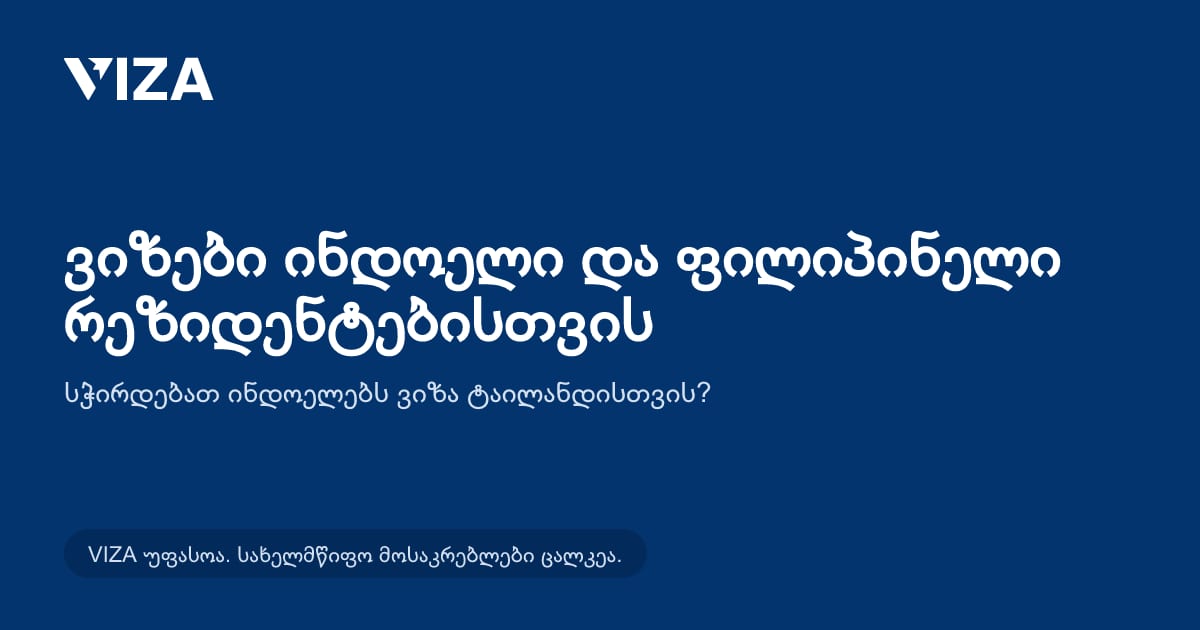 VIZA
ვიზები ინდოელი და ფილიპინელი
რეზიდენტებისთვის
სჭირდებათ ინდოელებს ვიზა ტაილანდისთვის?
VIZA უფასოა. სახელმწიფო მოსაკრებლები ცალკეა.